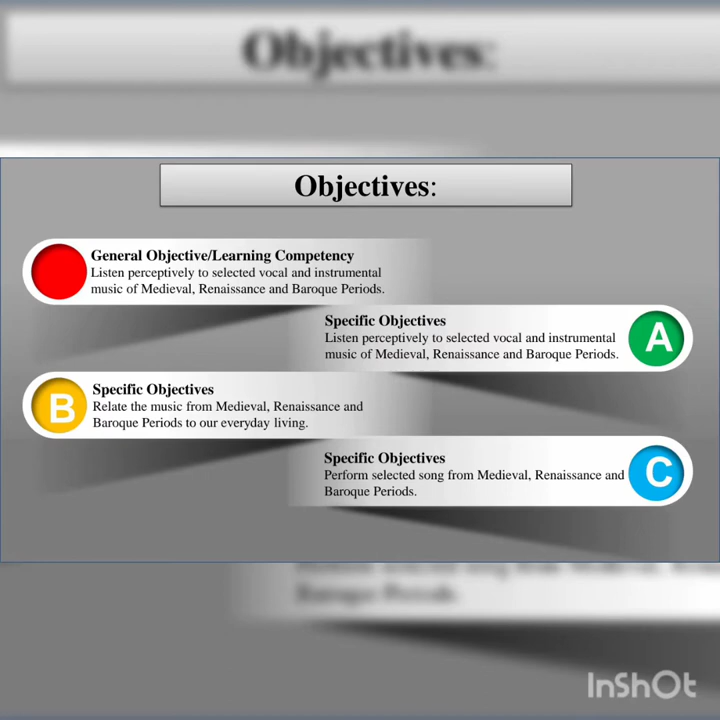 Objectives:
Objectives:
General Objective/Learning Competency
Listen perceptively to selected vocal and instrumental
music of Medieval, Renaissance and Baroque Periods.
Specific Objectives
Listen perceptively to selected vocal and instrumental
music of Medieval, Renaissance and Baroque Periods.
A
Specific Objectives
B
Relate the music from Medieval, Renaissance and
Baroque Periods to our everyday living.
Specific Objectives
Perform selected song from Medieval, Renaissance and
C
Baroque Periods.
Baroque Periods.
InShOt